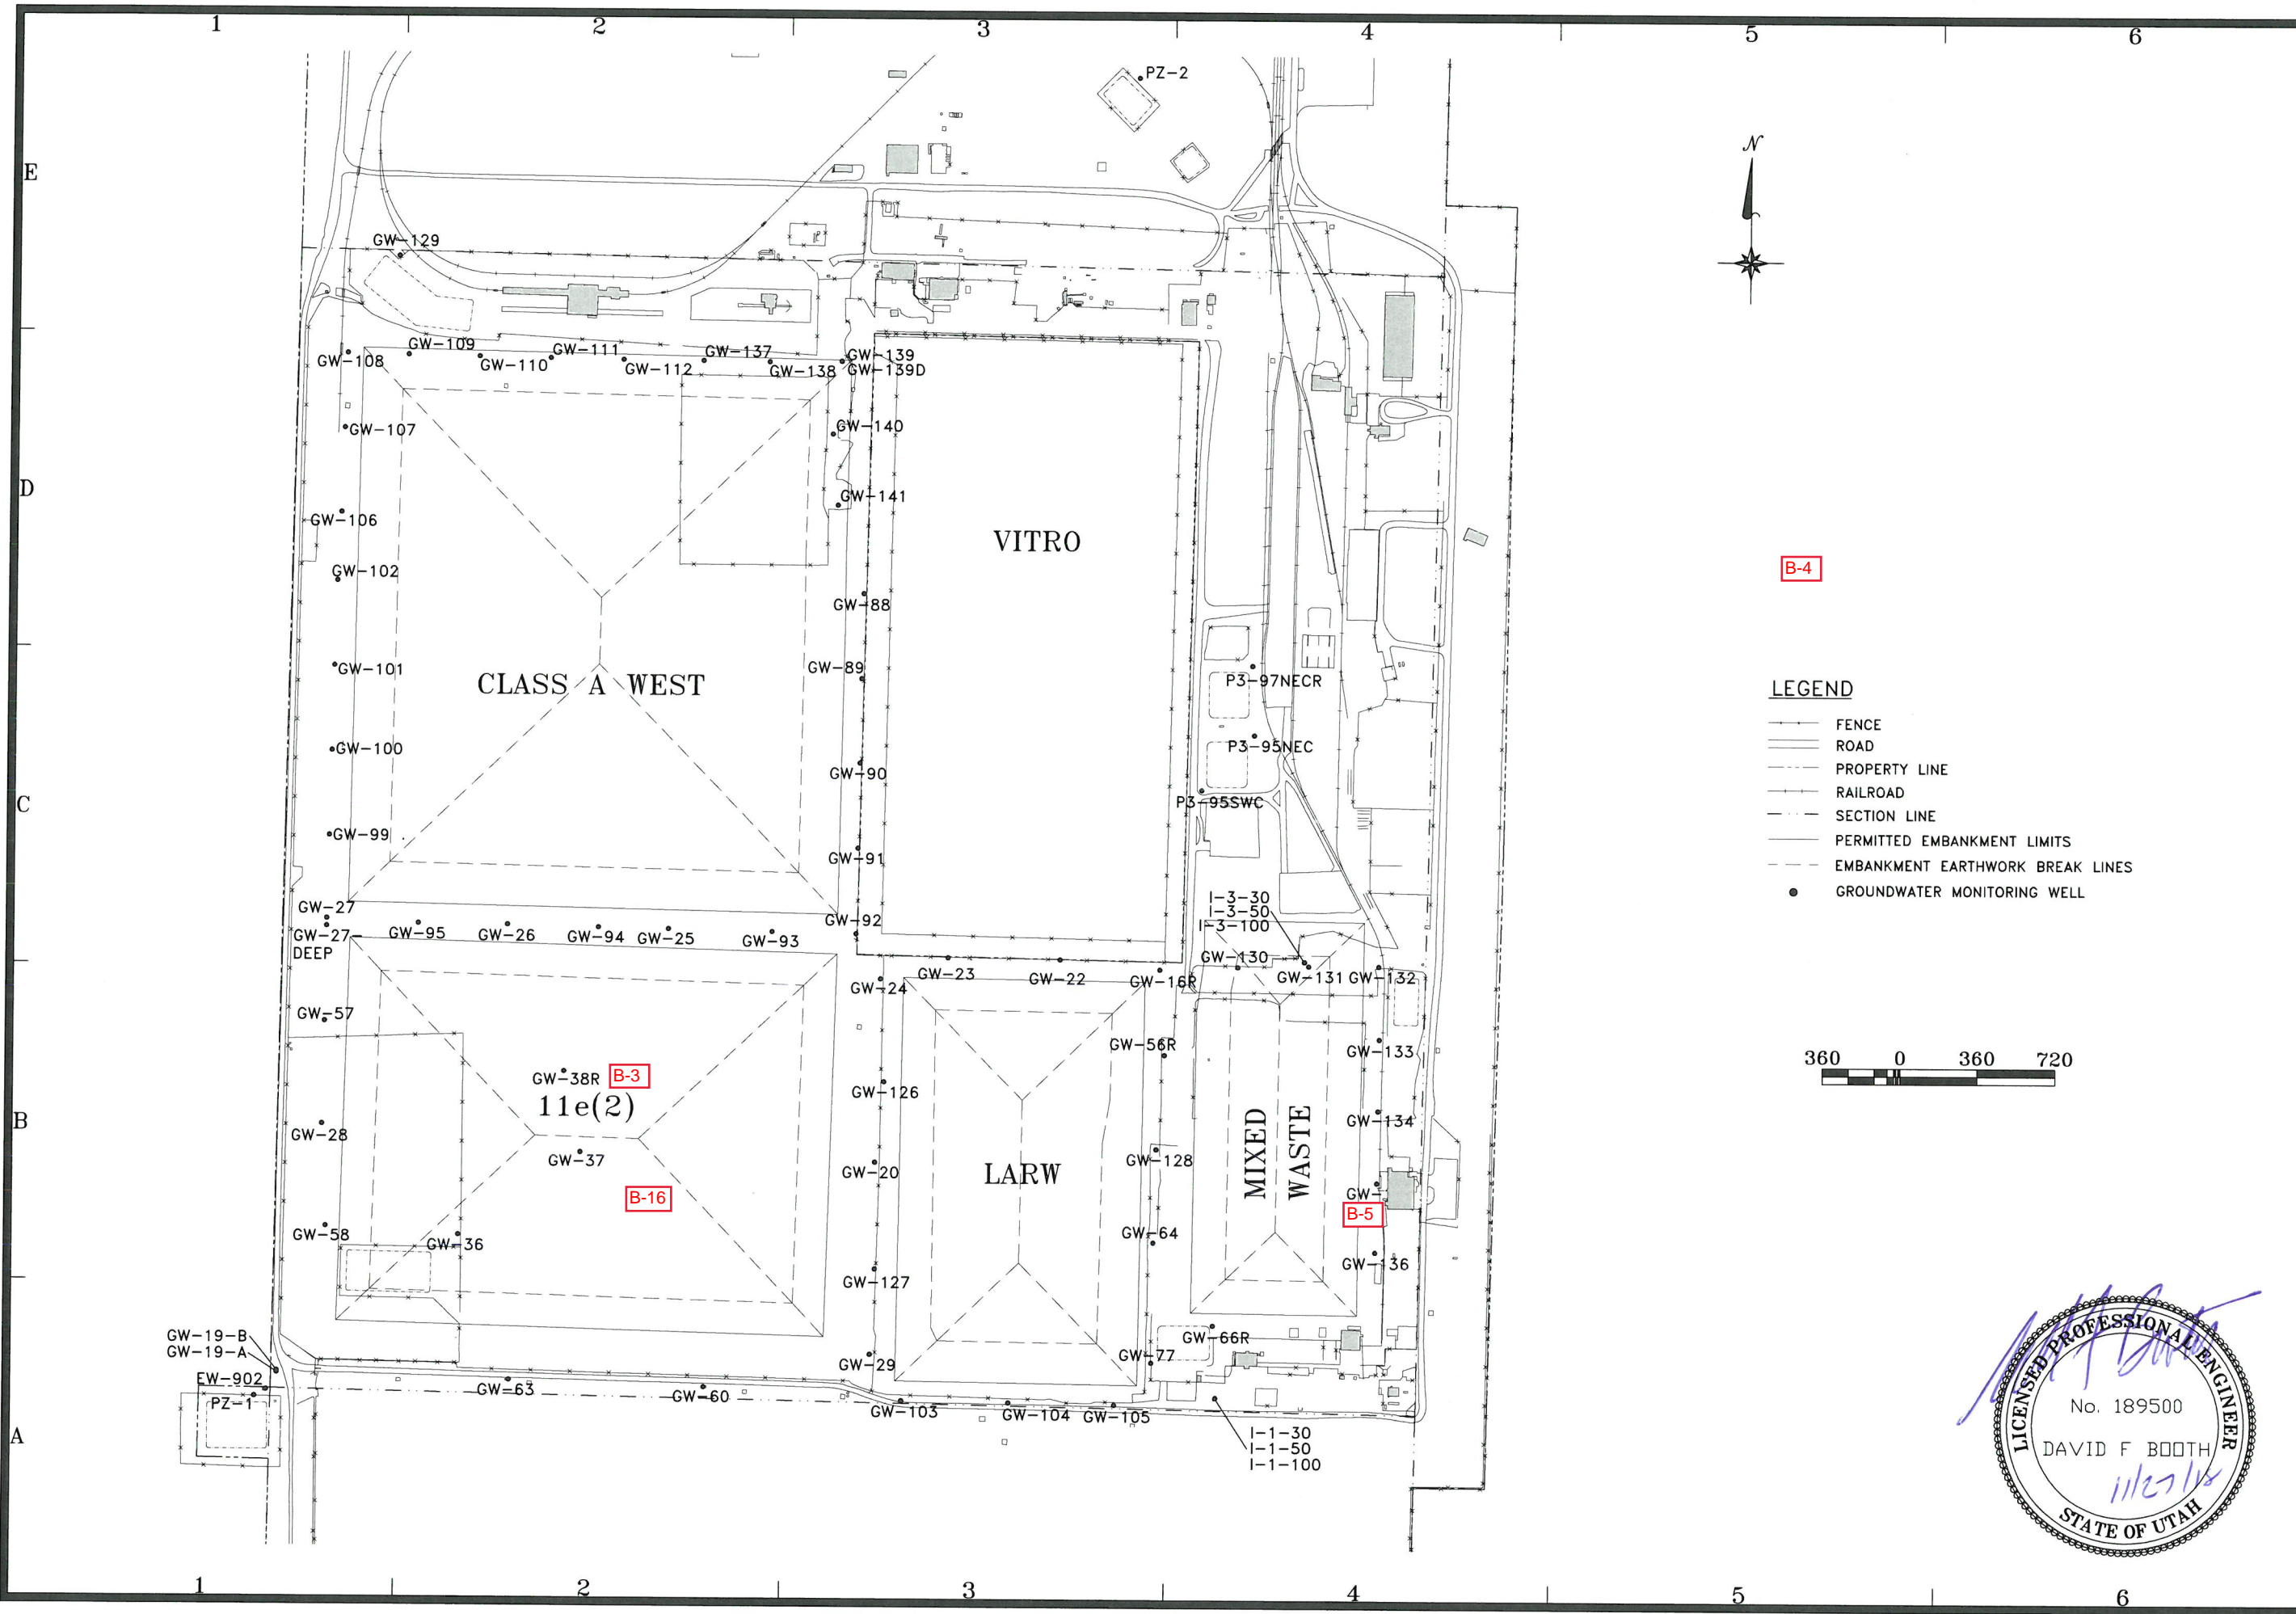 1 2 3 4 5 6
E
D
C
B
A
PZ-2
N
GW-129
GW-108
GW-109
GW-110
GW-111
GW-112
GW-137
GW-138
GW-139
GW-139D
GW-107
GW-140
GW-106
GW-141
GW-102
VITRO
B-4
GW-88
GW-101
GW-89
CLASS A WEST
P3-97NECR
GW-100
P3-95NEC
GW-90
P3-95SWC
GW-99
GW-91
LEGEND
FENCE
ROAD
PROPERTY LINE
RAILROAD
SECTION LINE
PERMITTED EMBANKMENT LIMITS
EMBANKMENT EARTHWORK BREAK LINES
GROUNDWATER MONITORING WELL
GW-27
GW-27-
DEEP
GW-95
GW-26
GW-94
GW-25
GW-93
GW-92
I-3-30
I-3-50
I-3-100
GW-24
GW-23
GW-22
GW-16R
GW-130
GW-131
GW-132
GW-57
GW-56R
GW-133
360 0 360 720
GW-38R
B-3
11e(2)
GW-126
GW-28
GW-134
GW-37
GW-20
LARW
GW-128
MIXED
WASTE
B-16
GW-
B-5
GW-58
GW-36
GW-64
GW-136
GW-127
GW-19-B
GW-19-A
EW-902
PZ-1
GW-63
GW-60
GW-29
GW-66R
GW-77
GW-103
GW-104
GW-105
I-1-30
I-1-50
I-1-100
LICENSED PROFESSIONAL ENGINEER
No. 189500
DAVID F BOOTH
STATE OF UTAH
1 2 3 4 5 6